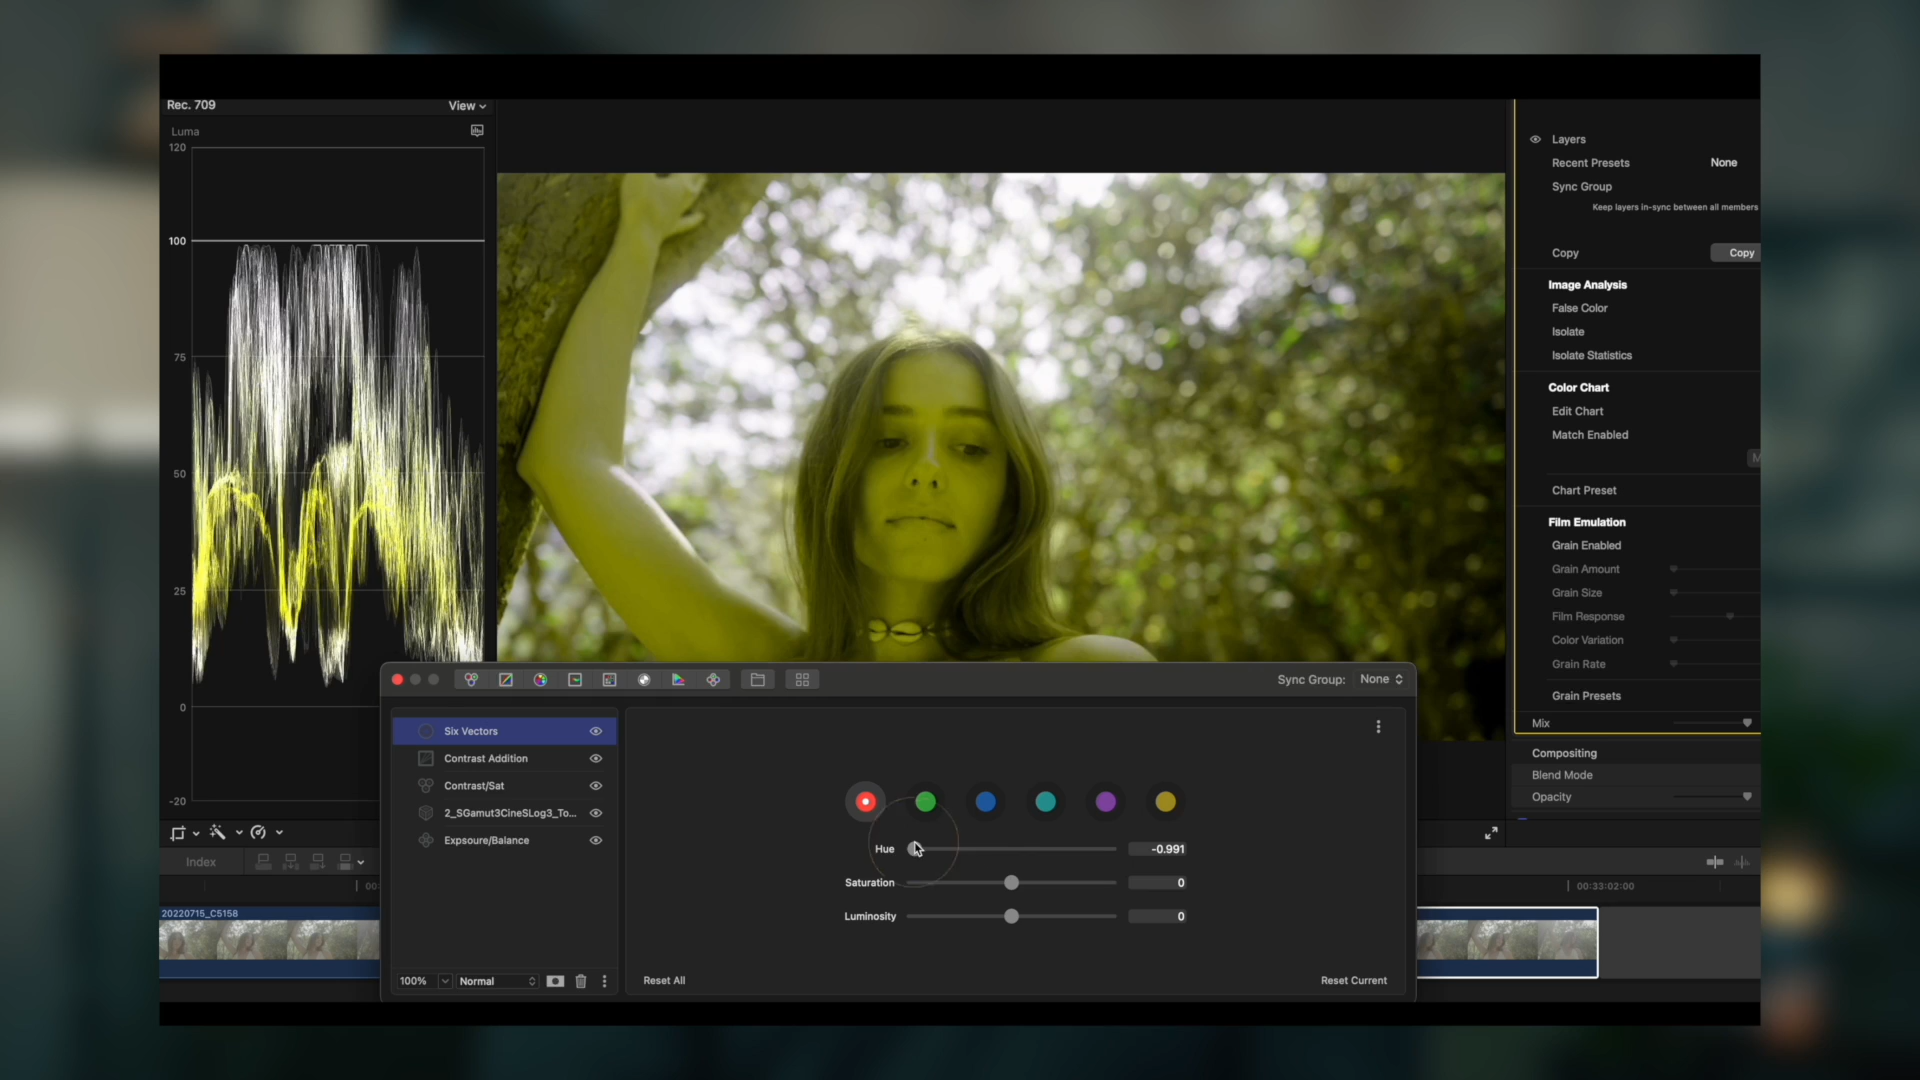 Rec. 709
View
Luma
120
100
75
50
25
0
-20
Layers
Recent Presets None
Sync Group
Keep layers in-sync between all members
Copy Copy
Image Analysis
False Color
Isolate
Isolate Statistics
Color Chart
Edit Chart
Match Enabled
M
Chart Preset
Film Emulation
Grain Enabled
Grain Amount
Grain Size
Film Response
Color Variation
Grain Rate
Grain Presets
Mix
Compositing
Blend Mode
Opacity
Sync Group: None
Six Vectors
Contrast Addition
Contrast/Sat
2_SGamut3CineSLog3_To...
Expsoure/Balance
Hue -0.991
Saturation 0
Luminosity 0
100% Normal
Reset All
Reset Current
Index
00:
20220715_C5158
00:33:02:00